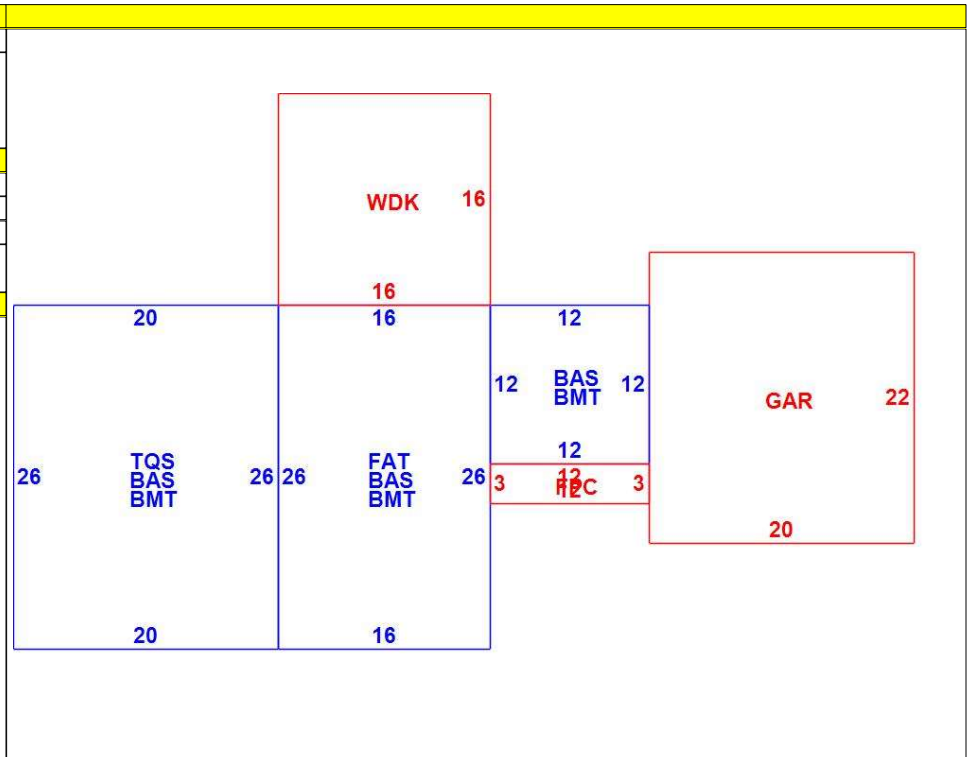 WDK 16
16
20 16 12
12 BAS 12
BMT
GAR 22
12
26 TQS 26 26 FAT 26
BAS BAS
BMT BMT
3 12 3
20
20 16